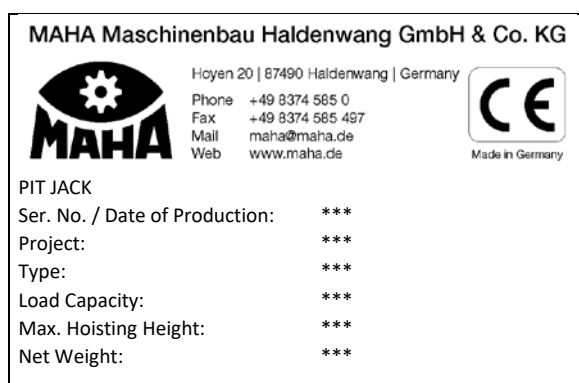 MAHA Maschinenbau Haldenwang GmbH & Co. KG
MAHA
Hoyen 20 | 87490 Haldenwang | Germany
Phone +49 8374 585 0
Fax +49 8374 585 497
Mail maha@maha.de
Web www.maha.de
CE
Made in Germany
PIT JACK
Ser. No. / Date of Production: ***
Project: ***
Type: ***
Load Capacity: ***
Max. Hoisting Height: ***
Net Weight: ***